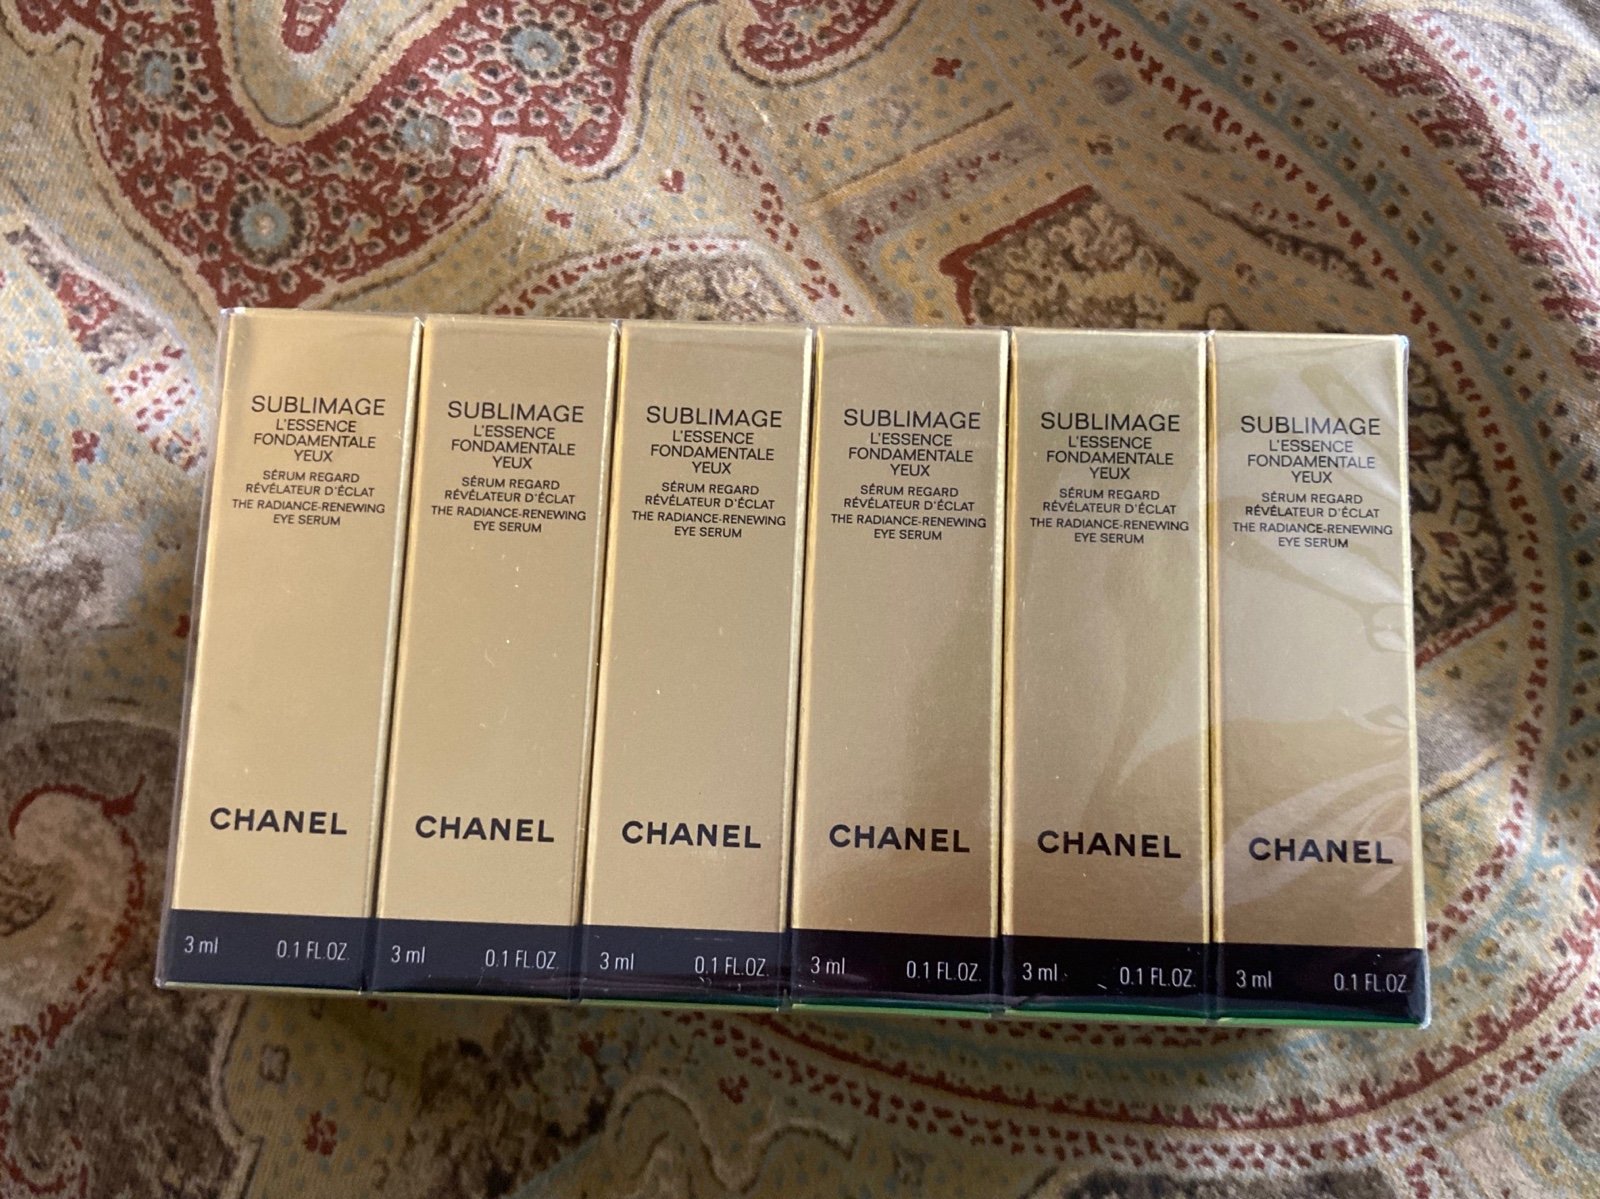 SUBLIMAGE
L'ESSENCE
FONDAMENTALE
YEUX
SÉRUM REGARD
RÉVÉLATEUR D'ÉCLAT
THE RADIANCE-RENEWING
EYE SERUM
CHANEL
3 ml 0.1 FL.OZ.
SUBLIMAGE
L'ESSENCE
FONDAMENTALE
YEUX
SÉRUM REGARD
RÉVÉLATEUR D'ÉCLAT
THE RADIANCE-RENEWING
EYE SERUM
CHANEL
3 ml 0.1 FL.OZ.
SUBLIMAGE
L'ESSENCE
FONDAMENTALE
YEUX
SÉRUM REGARD
RÉVÉLATEUR D'ÉCLAT
THE RADIANCE-RENEWING
EYE SERUM
CHANEL
3 ml 0.1 FL.OZ.
SUBLIMAGE
L'ESSENCE
FONDAMENTALE
YEUX
SÉRUM REGARD
RÉVÉLATEUR D'ÉCLAT
THE RADIANCE-RENEWING
EYE SERUM
CHANEL
3 ml 0.1 FL.OZ.
SUBLIMAGE
L'ESSENCE
FONDAMENTALE
YEUX
SÉRUM REGARD
RÉVÉLATEUR D'ÉCLAT
THE RADIANCE-RENEWING
EYE SERUM
CHANEL
3 ml 0.1 FL.OZ.
SUBLIMAGE
L'ESSENCE
FONDAMENTALE
YEUX
SÉRUM REGARD
RÉVÉLATEUR D'ÉCLAT
THE RADIANCE-RENEWING
EYE SERUM
CHANEL
3 ml 0.1 FL.OZ.